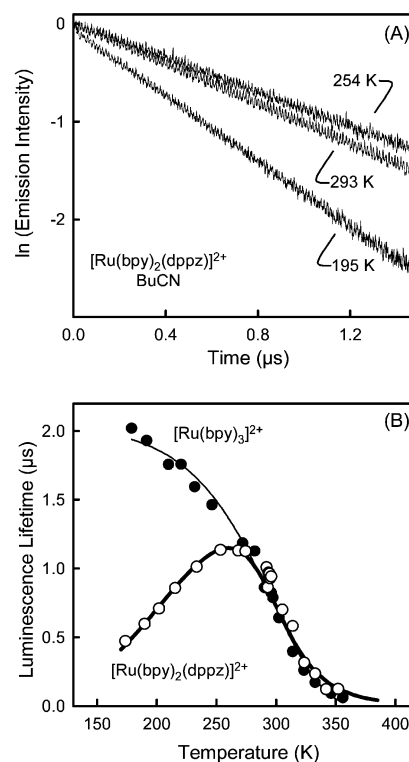 (A)
0
-1
-2
ln (Emission Intensity)
254 K
293 K
195 K
[Ru(bpy)₂(dppz)]²⁺
BuCN
0.0 0.4 0.8 1.2
Time (μs)
(B)
2.0
1.5
1.0
0.5
0.0
Luminescence Lifetime (μs)
[Ru(bpy)₃]²⁺
[Ru(bpy)₂(dppz)]²⁺
150 200 250 300 350 400
Temperature (K)